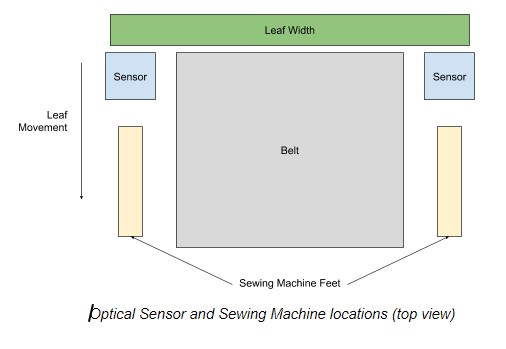 Leaf Width
Sensor
Sensor
Leaf
Movement
Belt
Sewing Machine Feet
Optical Sensor and Sewing Machine locations (top view)